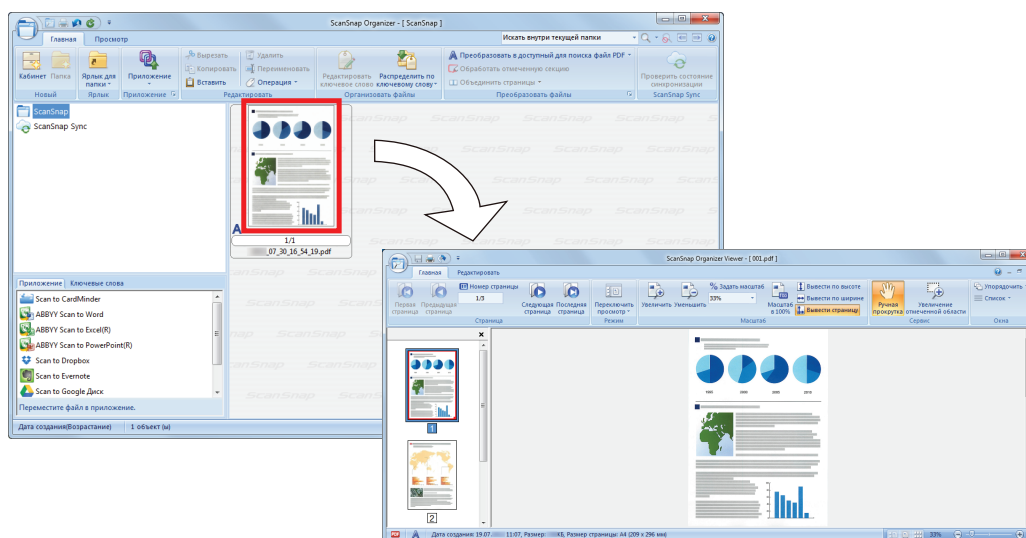 ScanSnap Organizer - [ ScanSnap ]
Главная Просмотр
Искать внутри текущей папки
Кабинет Папка
Новый
Ярлык для папки
Ярлык
Приложение
Приложение
Вырезать
Копировать
Вставить
Удалить
Переименовать
Операция
Редактировать
Редактировать ключевое слово
Распределить по ключевому слову
Организовать файлы
Преобразовать в доступный для поиска файл PDF
Обработать отмеченную секцию
Объединить страницы
Преобразовать файлы
Проверить состояние синхронизации
ScanSnap Sync
ScanSnap
ScanSnap Sync
A
1/1
_07_30_16_54_19.pdf
Приложение Ключевые слова
Scan to CardMinder
ABBYY Scan to Word
ABBYY Scan to Excel(R)
ABBYY Scan to PowerPoint(R)
Scan to Dropbox
Scan to Evernote
Scan to Google Диск
Переместите файл в приложение.
Дата создания(Возрастание) 1 объект (ы)
ScanSnap Organizer Viewer - [ 001.pdf ]
Главная Редактировать
Первая страница
Предыдущая страница
Номер страницы
1/3
Следующая страница
Последняя страница
Страница
Переключить просмотр
Режим
Увеличить Уменьшить
% Задать масштаб
33%
Масштаб в 100%
Вывести по высоте
Вывести по ширине
Вывести страницу
Масштаб
Ручная прокрутка
Увеличение отмеченной области
Сервис
Упорядочить
Список
Окна
1
2
1995 2000 2005 2010
PDF A Дата создания: 19.07. 11:07, Размер: КБ, Размер страницы: A4 (209 x 296 мм)
33%